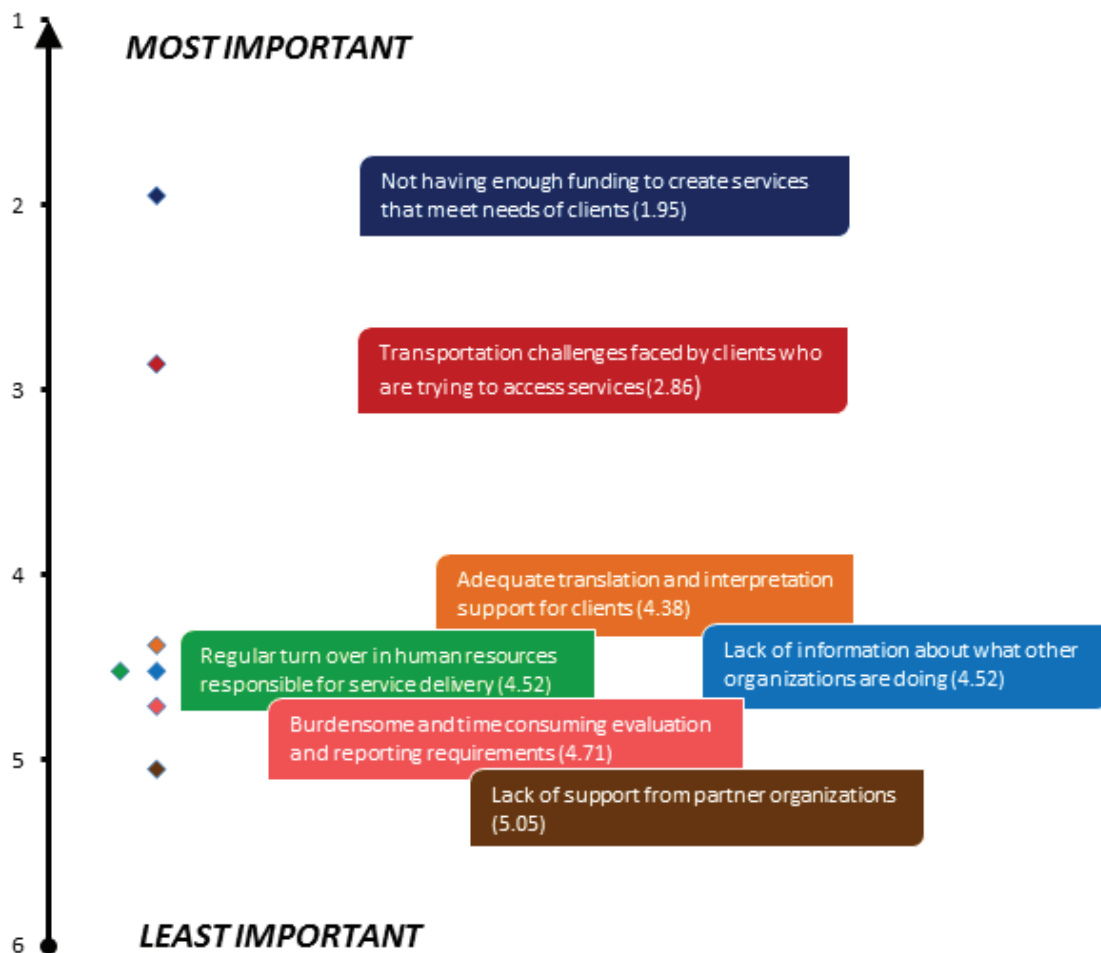 1
MOST IMPORTANT
Not having enough funding to create services
that meet needs of clients (1.95)
2
Transportation challenges faced by clients who
are trying to access services (2.86)
3
4
Adequate translation and interpretation
support for clients (4.38)
Regular turn over in human resources
responsible for service delivery (4.52)
Lack of information about what other
organizations are doing (4.52)
Burdensome and time consuming evaluation
and reporting requirements (4.71)
5
Lack of support from partner organizations
(5.05)
LEAST IMPORTANT
6